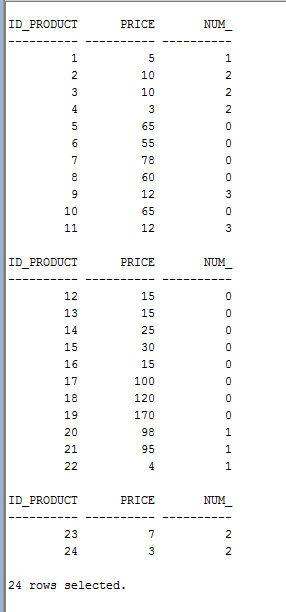 ID_PRODUCT      PRICE       NUM_
---------- ---------- ----------
         1          5          1
         2         10          2
         3         10          2
         4          3          2
         5         65          0
         6         55          0
         7         78          0
         8         60          0
         9         12          3
        10         65          0
        11         12          3
ID_PRODUCT      PRICE       NUM_
---------- ---------- ----------
        12         15          0
        13         15          0
        14         25          0
        15         30          0
        16         15          0
        17        100          0
        18        120          0
        19        170          0
        20         98          1
        21         95          1
        22          4          1
ID_PRODUCT      PRICE       NUM_
---------- ---------- ----------
        23          7          2
        24          3          2
24 rows selected.